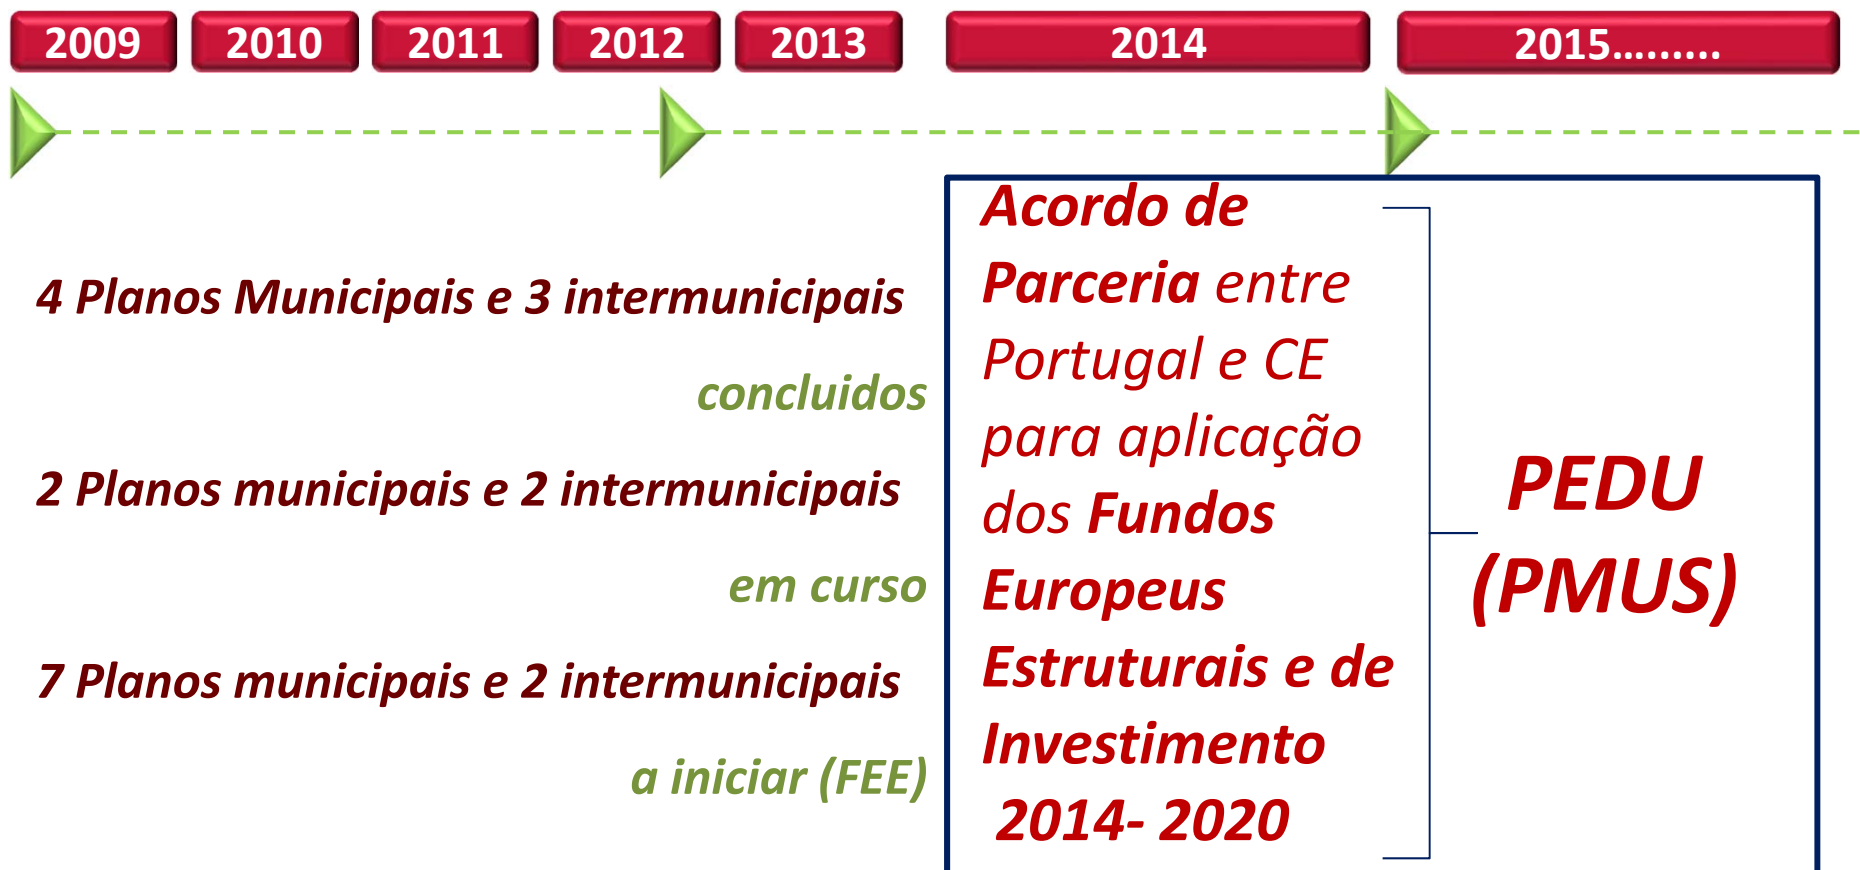 2009 2010 2011 2012 2013 2014 2015.........
4 Planos Municipais e 3 intermunicipais
concluidos
2 Planos municipais e 2 intermunicipais
em curso
7 Planos municipais e 2 intermunicipais
a iniciar (FEE)
Acordo de
Parceria entre
Portugal e CE
para aplicação
dos Fundos
Europeus
Estruturais e de
Investimento
2014- 2020
PEDU
(PMUS)